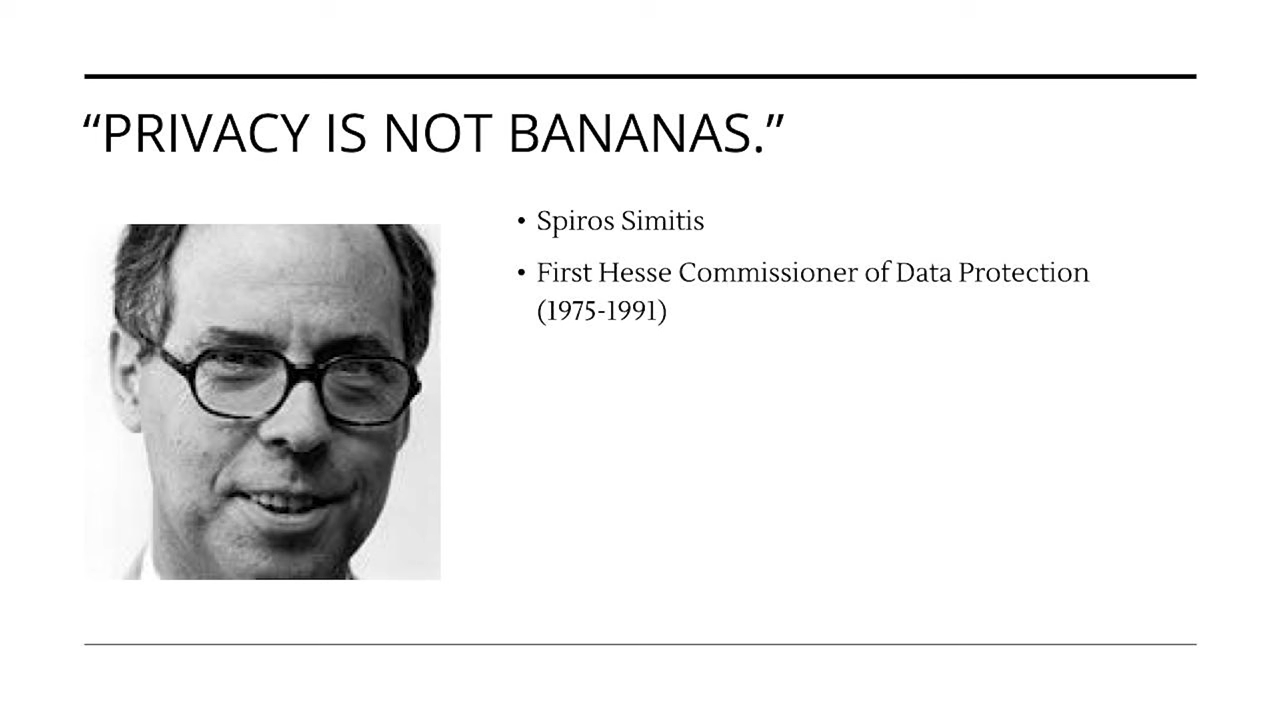 “PRIVACY IS NOT BANANAS.”
• Spiros Simitis
• First Hesse Commissioner of Data Protection
(1975-1991)